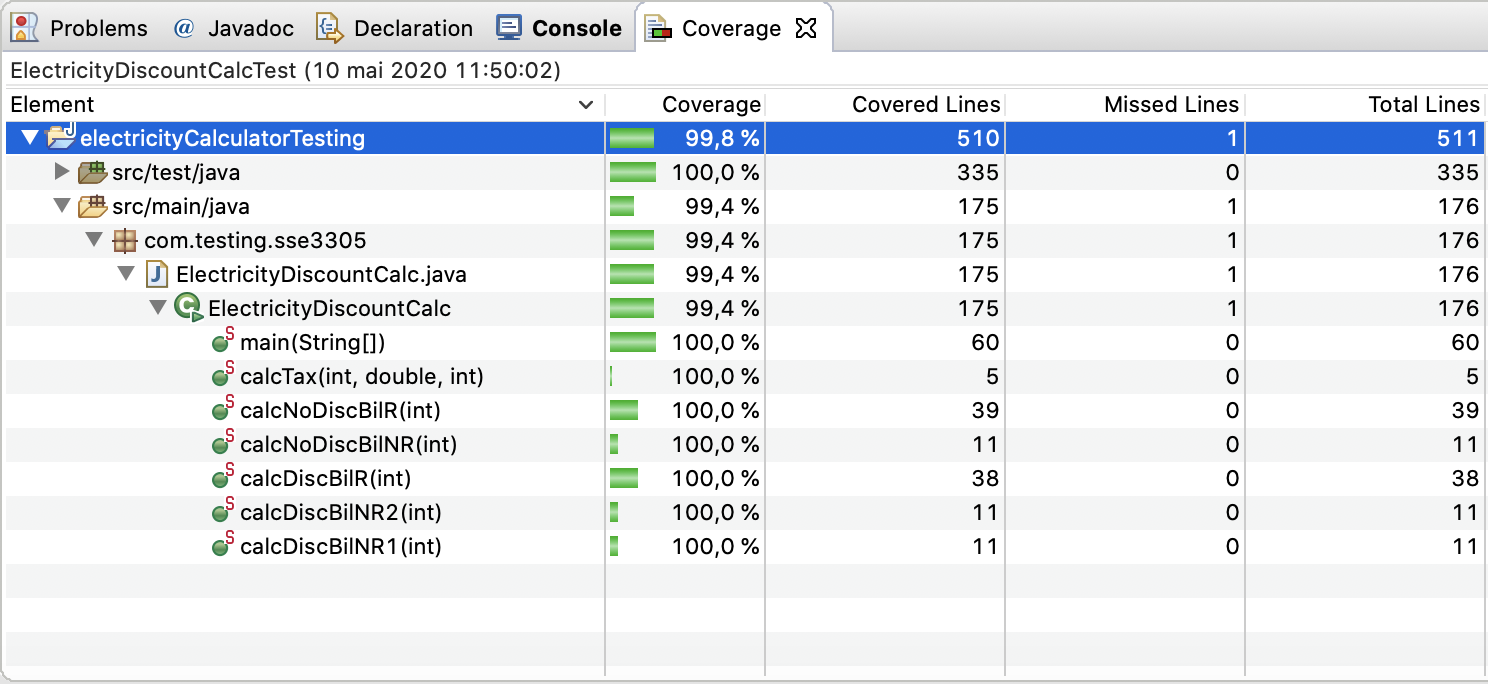 Problems @ Javadoc Declaration Console Coverage
ElectricityDiscountCalcTest (10 mai 2020 11:50:02)
Element Coverage Covered Lines Missed Lines Total Lines
electricityCalculatorTesting 99,8 % 510 1 511
src/test/java 100,0 % 335 0 335
src/main/java 99,4 % 175 1 176
com.testing.sse3305 99,4 % 175 1 176
ElectricityDiscountCalc.java 99,4 % 175 1 176
ElectricityDiscountCalc 99,4 % 175 1 176
main(String[]) 100,0 % 60 0 60
calcTax(int, double, int) 100,0 % 5 0 5
calcNoDiscBilR(int) 100,0 % 39 0 39
calcNoDiscBilNR(int) 100,0 % 11 0 11
calcDiscBilR(int) 100,0 % 38 0 38
calcDiscBilNR2(int) 100,0 % 11 0 11
calcDiscBilNR1(int) 100,0 % 11 0 11